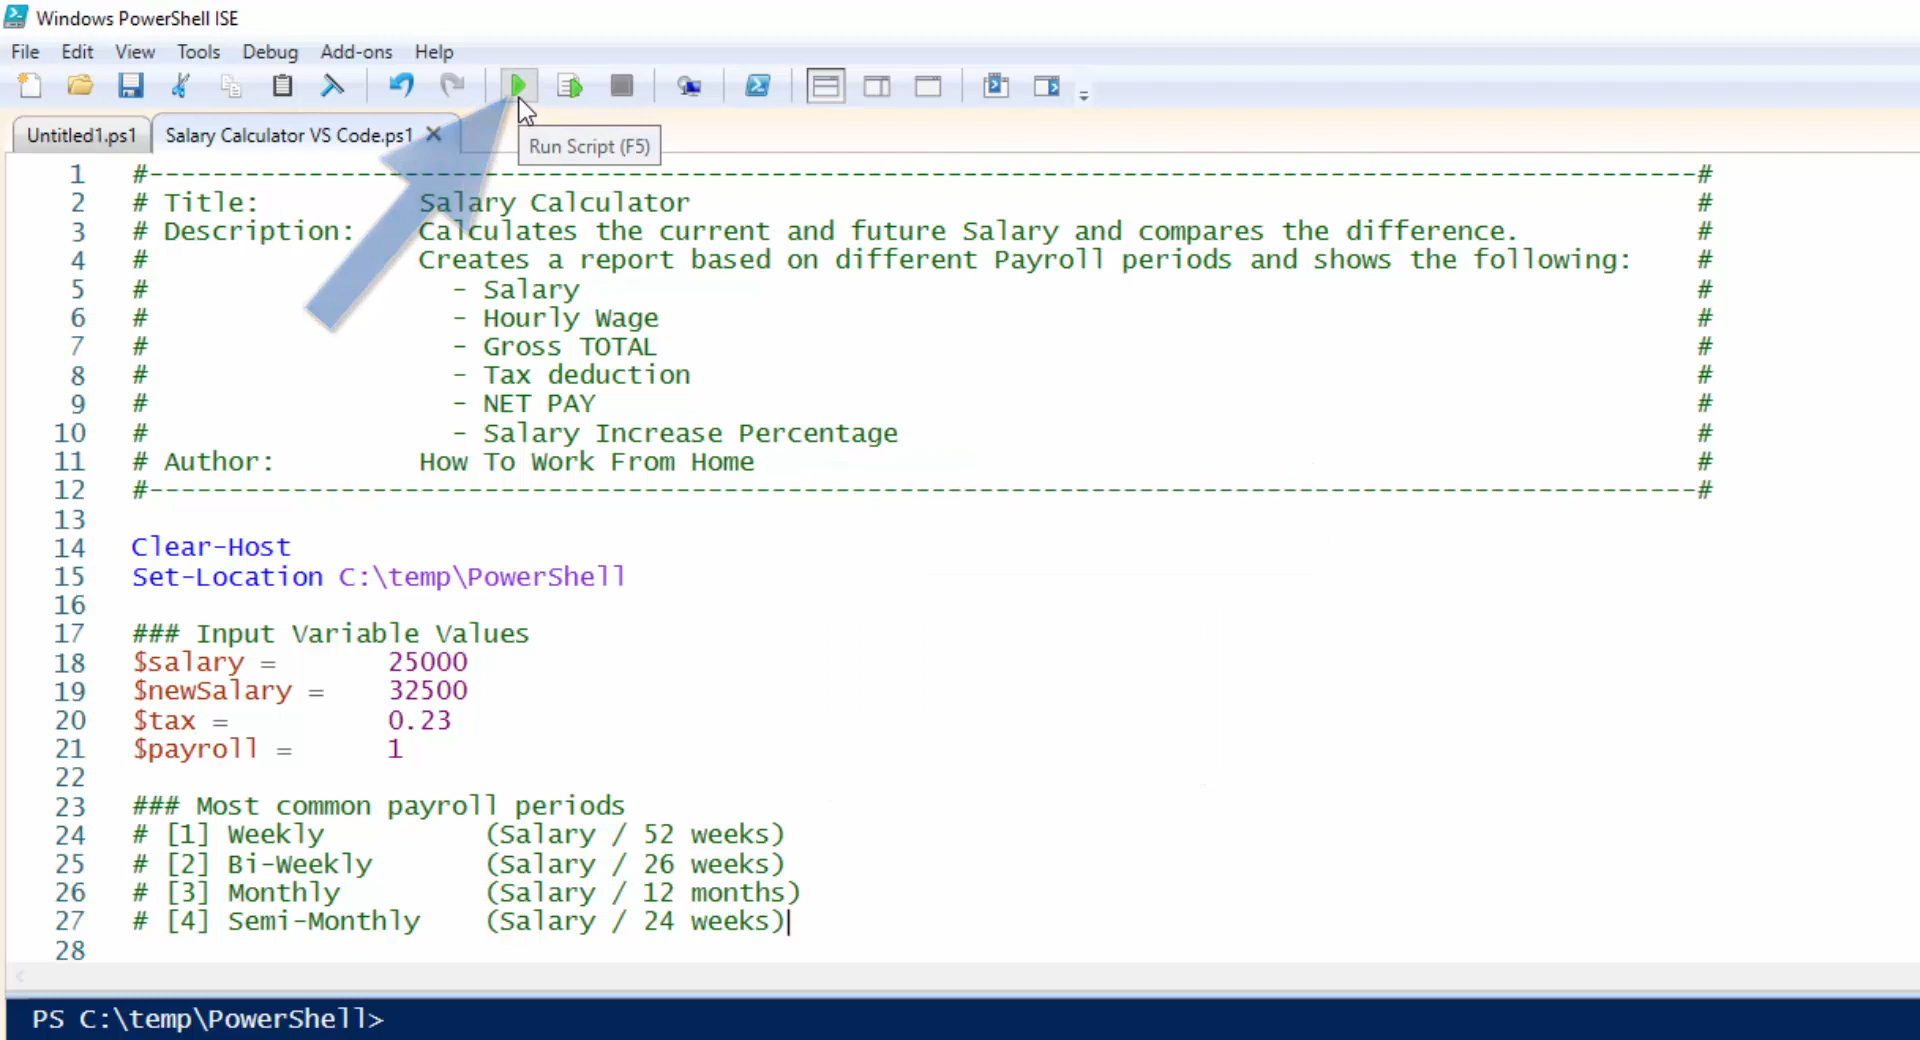 Windows PowerShell ISE
File Edit View Tools Debug Add-ons Help
Untitled1.ps1 Salary Calculator VS Code.ps1
Run Script (F5)
1 #-------------------------------------------------------------------------------------------------#
2 # Title: Salary Calculator #
3 # Description: Calculates the current and future Salary and compares the difference. #
4 # Creates a report based on different Payroll periods and shows the following: #
5 # - Salary #
6 # - Hourly Wage #
7 # - Gross TOTAL #
8 # - Tax deduction #
9 # - NET PAY #
10 # - Salary Increase Percentage #
11 # Author: How To Work From Home #
12 #-------------------------------------------------------------------------------------------------#
13
14 Clear-Host
15 Set-Location C:\temp\PowerShell
16
17 ### Input Variable Values
18 $salary = 25000
19 $newSalary = 32500
20 $tax = 0.23
21 $payroll = 1
22
23 ### Most common payroll periods
24 # [1] Weekly (Salary / 52 weeks)
25 # [2] Bi-Weekly (Salary / 26 weeks)
26 # [3] Monthly (Salary / 12 months)
27 # [4] Semi-Monthly (Salary / 24 weeks)
28
PS C:\temp\PowerShell>